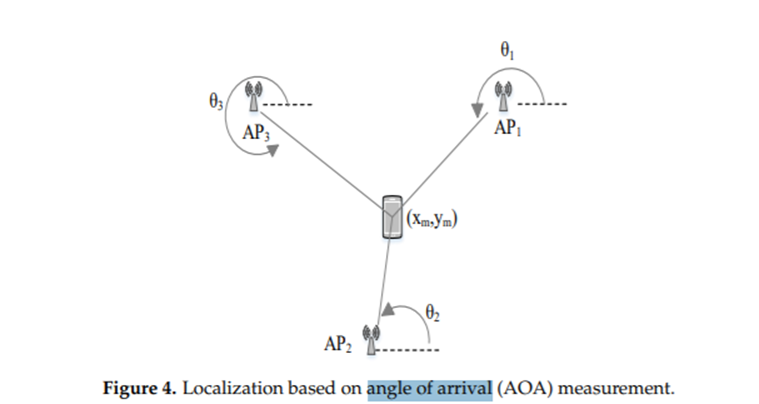 θ1
θ3
AP3
AP1
(xm,ym)
θ2
AP2
Figure 4. Localization based on angle of arrival (AOA) measurement.